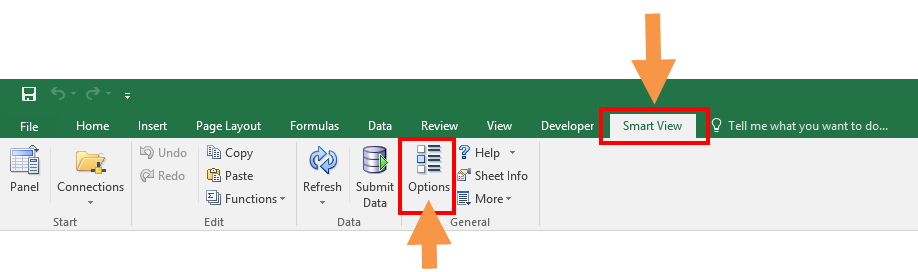 File Home Insert Page Layout Formulas Data Review View Developer Smart View Tell me what you want to do...
Undo Copy Help
Redo Paste Sheet Info
Panel Connections Functions Refresh Submit Data Options More
Start Edit Data General